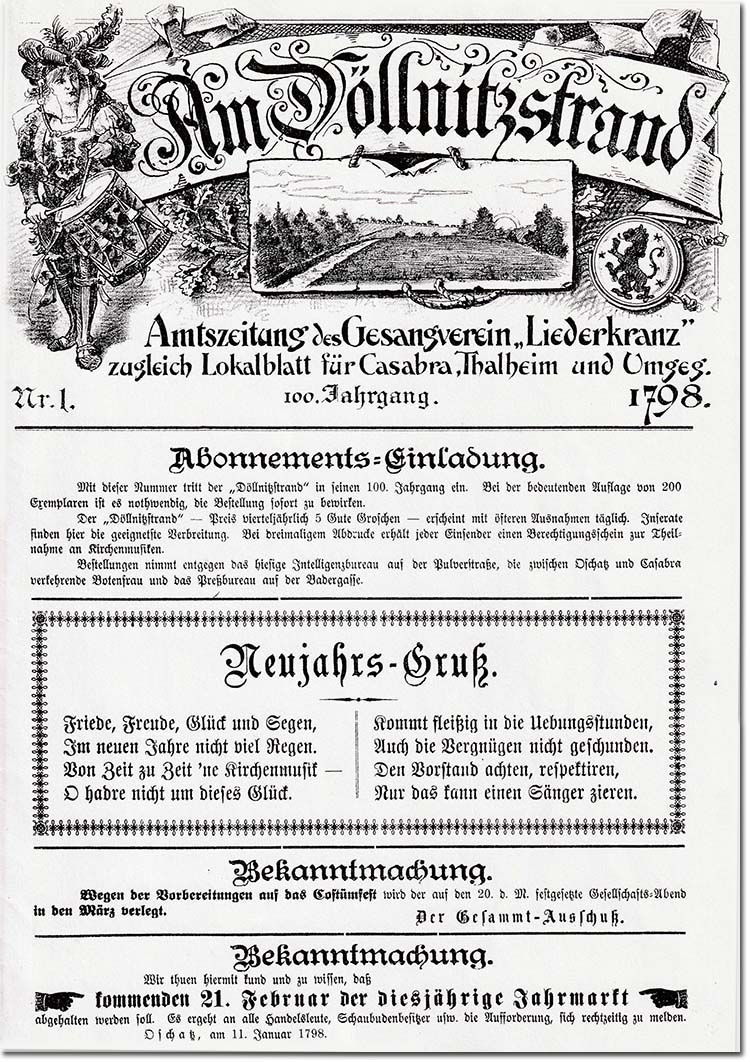 Am Döllnitzstrand
Amtszeitung des Gesangverein „Liederkranz"
zugleich Lokalblatt für Casabra, Thalheim und Umgeg.
Nr. 1. 100. Jahrgang. 1798.
Abonnements-Einladung.
Mit dieser Nummer tritt der „Döllnitzstrand" in seinen 100. Jahrgang ein. Bei der bedeutenden Auflage von 200
Exemplaren ist es nothwendig, die Bestellung sofort zu bewirken.
Der „Döllnitzstrand" — Preis vierteljährlich 5 Gute Groschen — erscheint mit öfteren Ausnahmen täglich. Inserate
finden hier die geeignetste Verbreitung. Bei dreimaligem Abdrucke erhält jeder Einsender einen Berechtigungsschein zur Theil-
nahme an Kirchenmusiken.
Bestellungen nimmt entgegen das hiesige Intelligenzbureau auf der Pulverstraße, die zwischen Oschatz und Casabra
verkehrende Botenfrau und das Preßbureau auf der Badergasse.
Neujahrs-Gruß.
Friede, Freude, Glück und Segen,
Im neuen Jahre nicht viel Regen.
Von Zeit zu Zeit 'ne Kirchenmusik —
O hadre nicht um dieses Glück.
Kommt fleißig in die Uebungsstunden,
Auch die Vergnügen nicht geschunden.
Den Vorstand achten, respektiren,
Nur das kann einen Sänger zieren.
Bekanntmachung.
Wegen der Vorbereitungen auf das Costümfest wird der auf den 20. d. M. festgesetzte Gesellschafts-Abend
in den März verlegt.
Der Gesammt-Ausschuß.
Bekanntmachung.
Wir thuen hiermit kund und zu wissen, daß
kommenden 21. Februar der diesjährige Jahrmarkt
abgehalten werden soll. Es ergeht an alle Handelsleute, Schaubudenbesitzer usw. die Aufforderung, sich rechtzeitig zu melden.
Oschatz, am 11. Januar 1798.